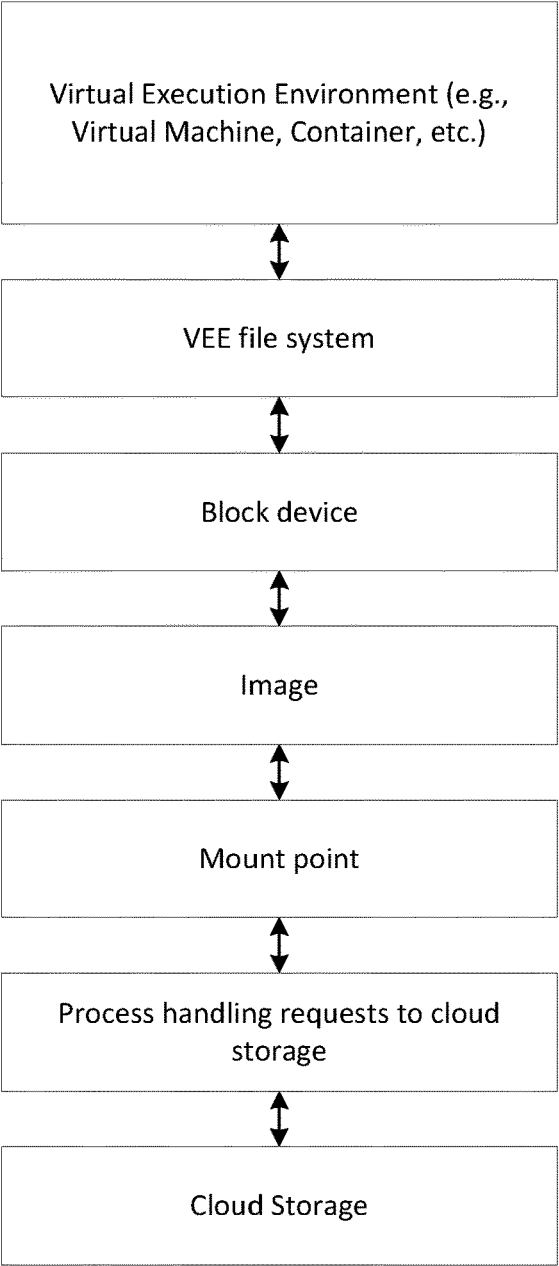 Virtual Execution Environment (e.g.,
Virtual Machine, Container, etc.)
VEE file system
Block device
Image
Mount point
Process handling requests to cloud
storage
Cloud Storage